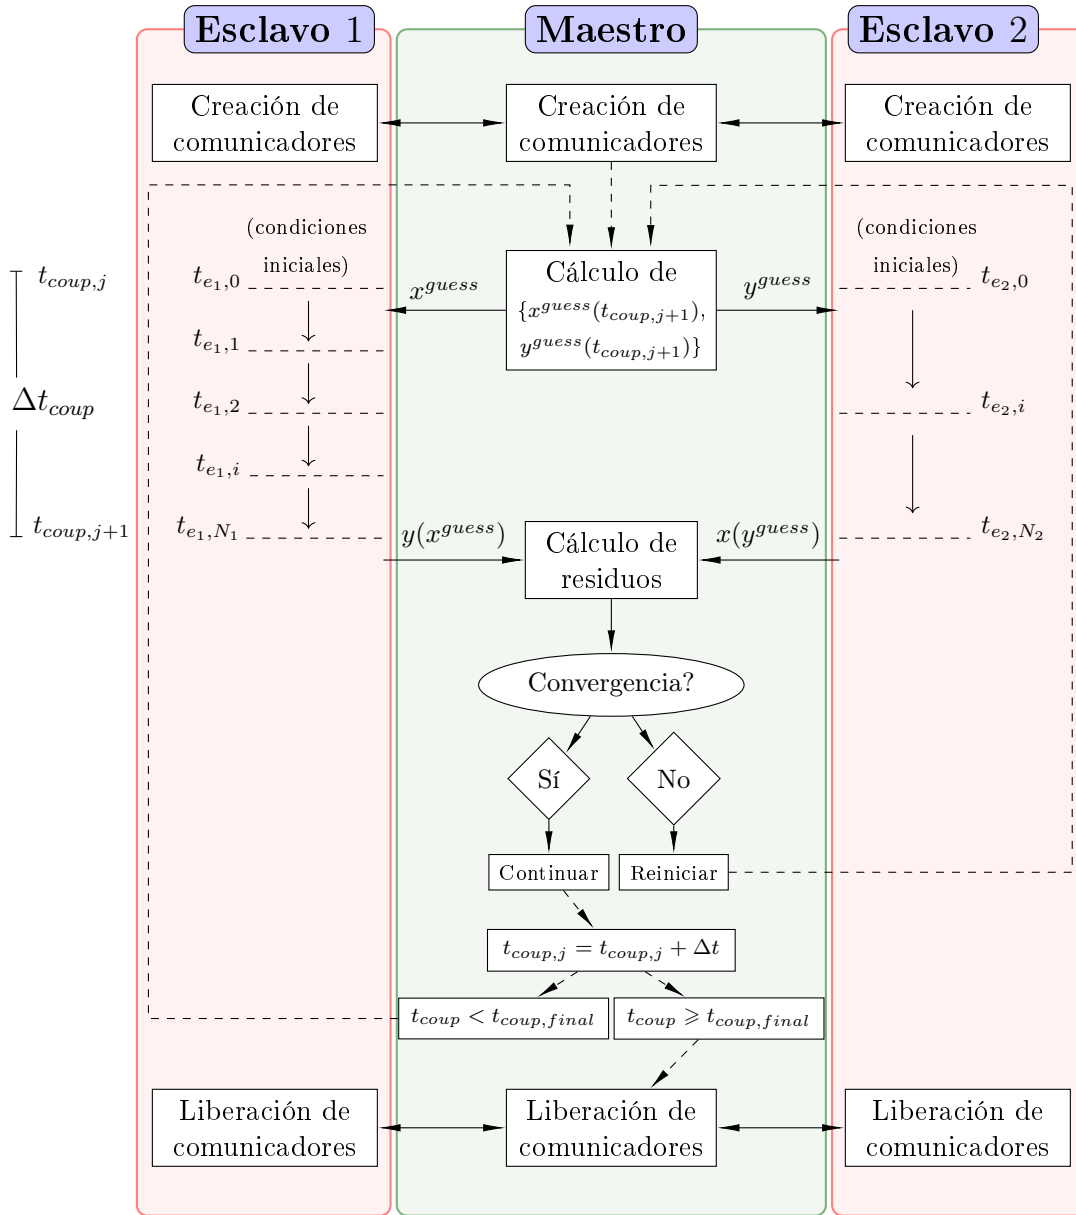 Esclavo 1
Maestro
Esclavo 2
Creación de
comunicadores
Creación de
comunicadores
Creación de
comunicadores
(condiciones
iniciales)
(condiciones
iniciales)
t_{coup,j}
t_{e_1,0}
x^{guess}
Cálculo de
{x^{guess}(t_{coup,j+1}),
y^{guess}(t_{coup,j+1})}
y^{guess}
t_{e_2,0}
t_{e_1,1}
Δt_{coup}
t_{e_1,2}
t_{e_2,i}
t_{e_1,i}
t_{coup,j+1}
t_{e_1,N_1}
y(x^{guess})
Cálculo de
residuos
x(y^{guess})
t_{e_2,N_2}
Convergencia?
Sí
No
Continuar
Reiniciar
t_{coup,j} = t_{coup,j} + Δt
t_{coup} < t_{coup,final}
t_{coup} ⩾ t_{coup,final}
Liberación de
comunicadores
Liberación de
comunicadores
Liberación de
comunicadores